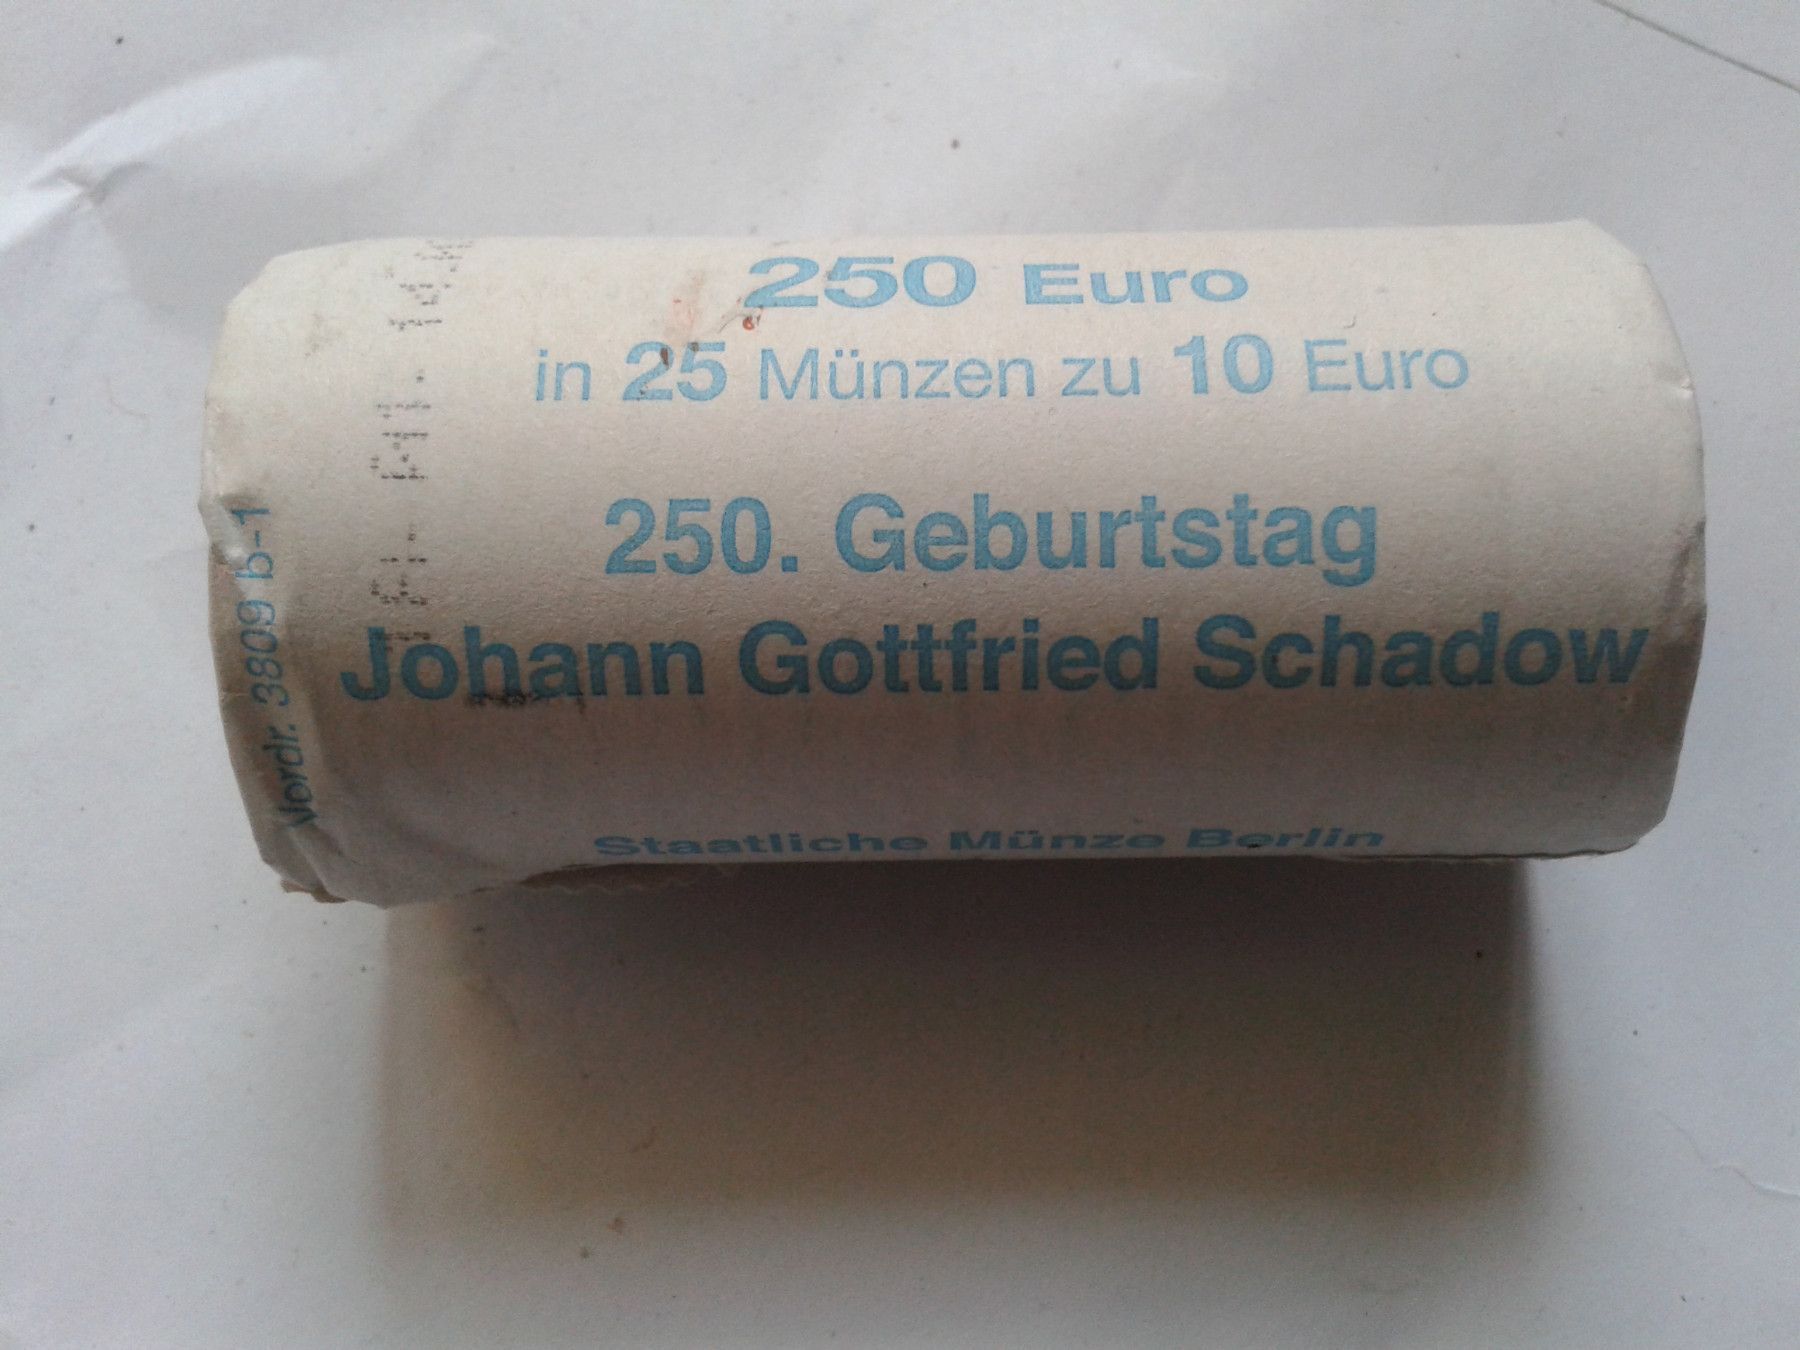 250 Euro
in 25 Münzen zu 10 Euro
250. Geburtstag
Johann Gottfried Schadow
Staatliche Münze Berlin
Vordr. 3809 b-1